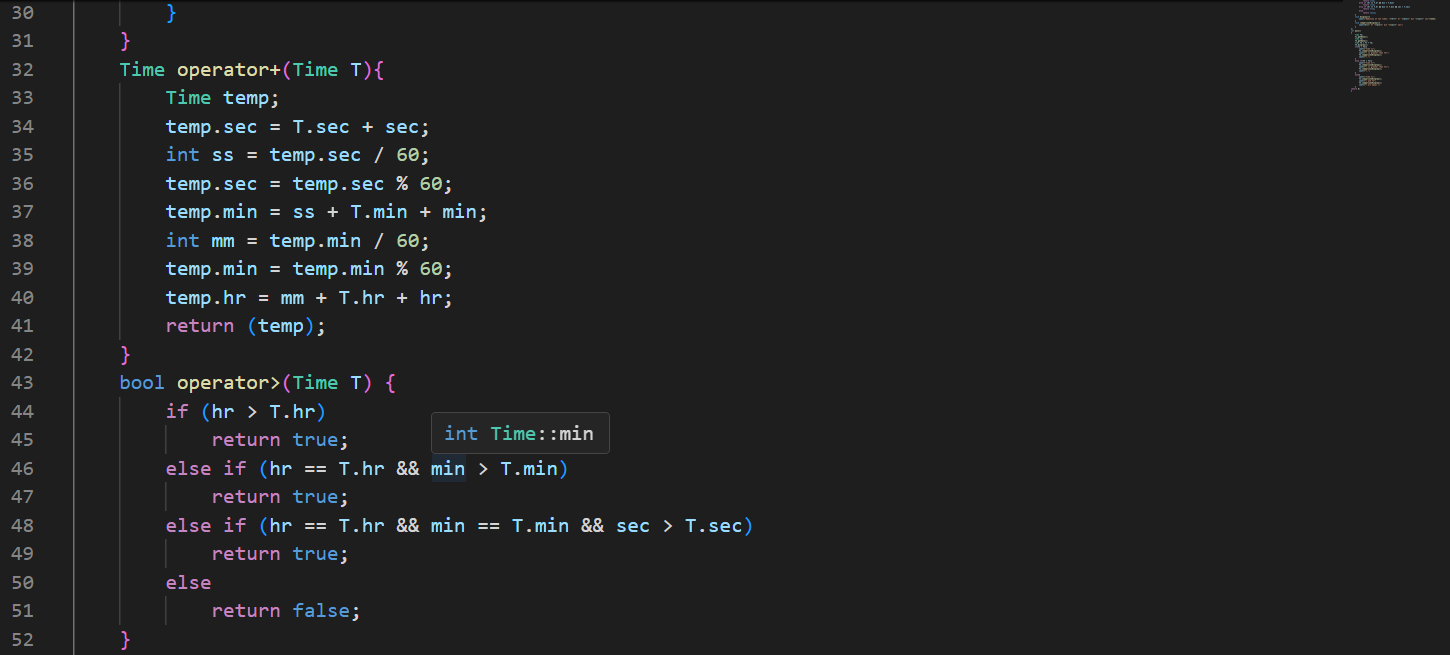 30 }
31 }
32 Time operator+(Time T){
33 Time temp;
34 temp.sec = T.sec + sec;
35 int ss = temp.sec / 60;
36 temp.sec = temp.sec % 60;
37 temp.min = ss + T.min + min;
38 int mm = temp.min / 60;
39 temp.min = temp.min % 60;
40 temp.hr = mm + T.hr + hr;
41 return (temp);
42 }
43 bool operator>(Time T) {
44 if (hr > T.hr)
int Time::min
45 return true;
46 else if (hr == T.hr && min > T.min)
47 return true;
48 else if (hr == T.hr && min == T.min && sec > T.sec)
49 return true;
50 else
51 return false;
52 }